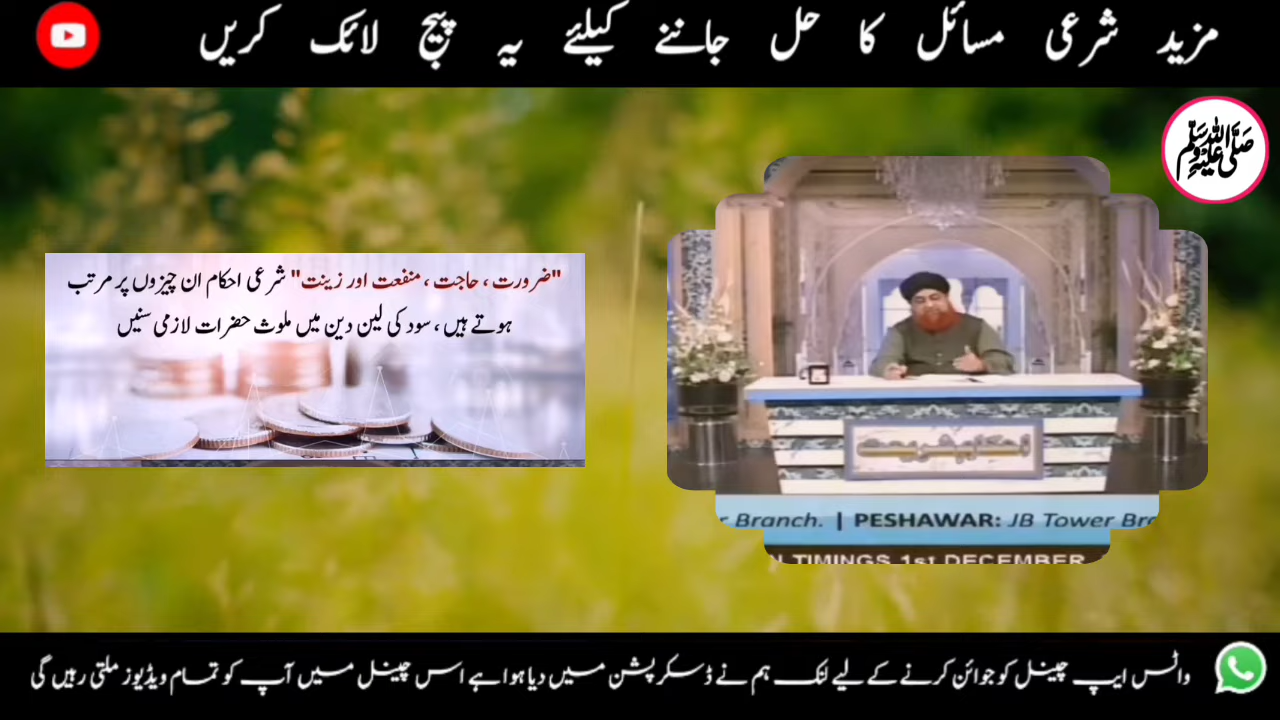 مزید شرعی مسائل کا حل جاننے کیلئے یہ پیج لائک کریں
صلی اللہ علیہ وسلم
"ضرورت ، حاجت ، منفعت اور زینت" شرعی احکام ان چیزوں پر مرتب
ہوتے ہیں ، سود کی لین دین میں ملوث حضرات لازمی سنیں
احکام شریعت
Branch. | PESHAWAR: JB Tower
TIMINGS 1st DECEMBER
واٹس ایپ چینل کو جوائن کرنے کے لیے لنک ہم نے ڈسکرپشن میں دیا ہوا ہے اس چینل میں آپ کو تمام ویڈیوز ملتی رہیں گی